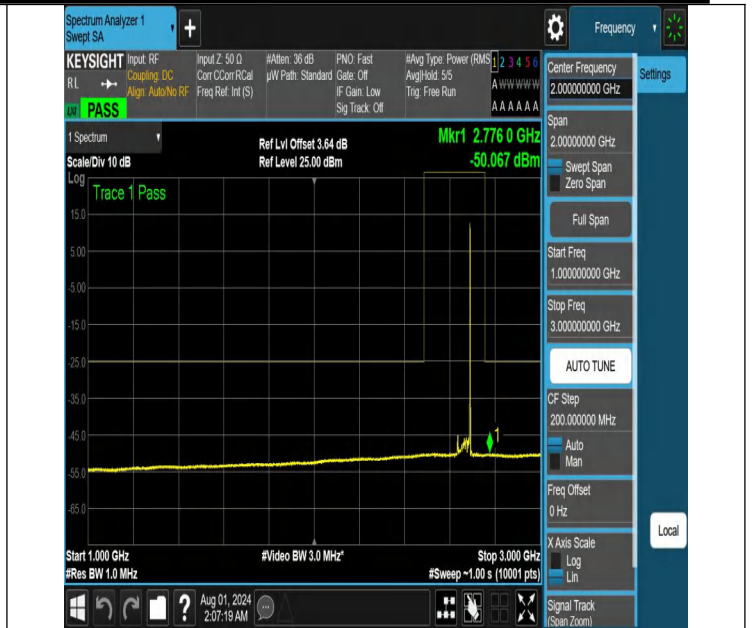 Spectrum Analyzer 1
Swept SA
+
Frequency
KEYSIGHT
RL
LXI
PASS
Input: RF
Coupling: DC
Align: Auto/No RF
Input Z: 50 Ω
Corr CCorr RCal
Freq Ref: Int (S)
#Atten: 36 dB
µW Path: Standard
PNO: Fast
Gate: Off
IF Gain: Low
Sig Track: Off
#Avg Type: Power (RMS
Avg|Hold: 5/5
Trig: Free Run
1 2 3 4 5 6
A W W W W W
A A A A A A
1 Spectrum
Scale/Div 10 dB
Ref Lvl Offset 3.64 dB
Ref Level 25.00 dBm
Mkr1 2.776 0 GHz
-50.067 dBm
Log
Trace 1 Pass
15.0
5.00
-5.00
-15.0
-25.0
-35.0
-45.0
-55.0
-65.0
1
Start 1.000 GHz
#Res BW 1.0 MHz
#Video BW 3.0 MHz*
Stop 3.000 GHz
#Sweep ~1.00 s (10001 pts)
Aug 01, 2024
2:07:19 AM
?
Center Frequency
2.000000000 GHz
Settings
Span
2.00000000 GHz
Swept Span
Zero Span
Full Span
Start Freq
1.000000000 GHz
Stop Freq
3.000000000 GHz
AUTO TUNE
CF Step
200.000000 MHz
Auto
Man
Freq Offset
0 Hz
Local
X Axis Scale
Log
Lin
Signal Track
(Span Zoom)